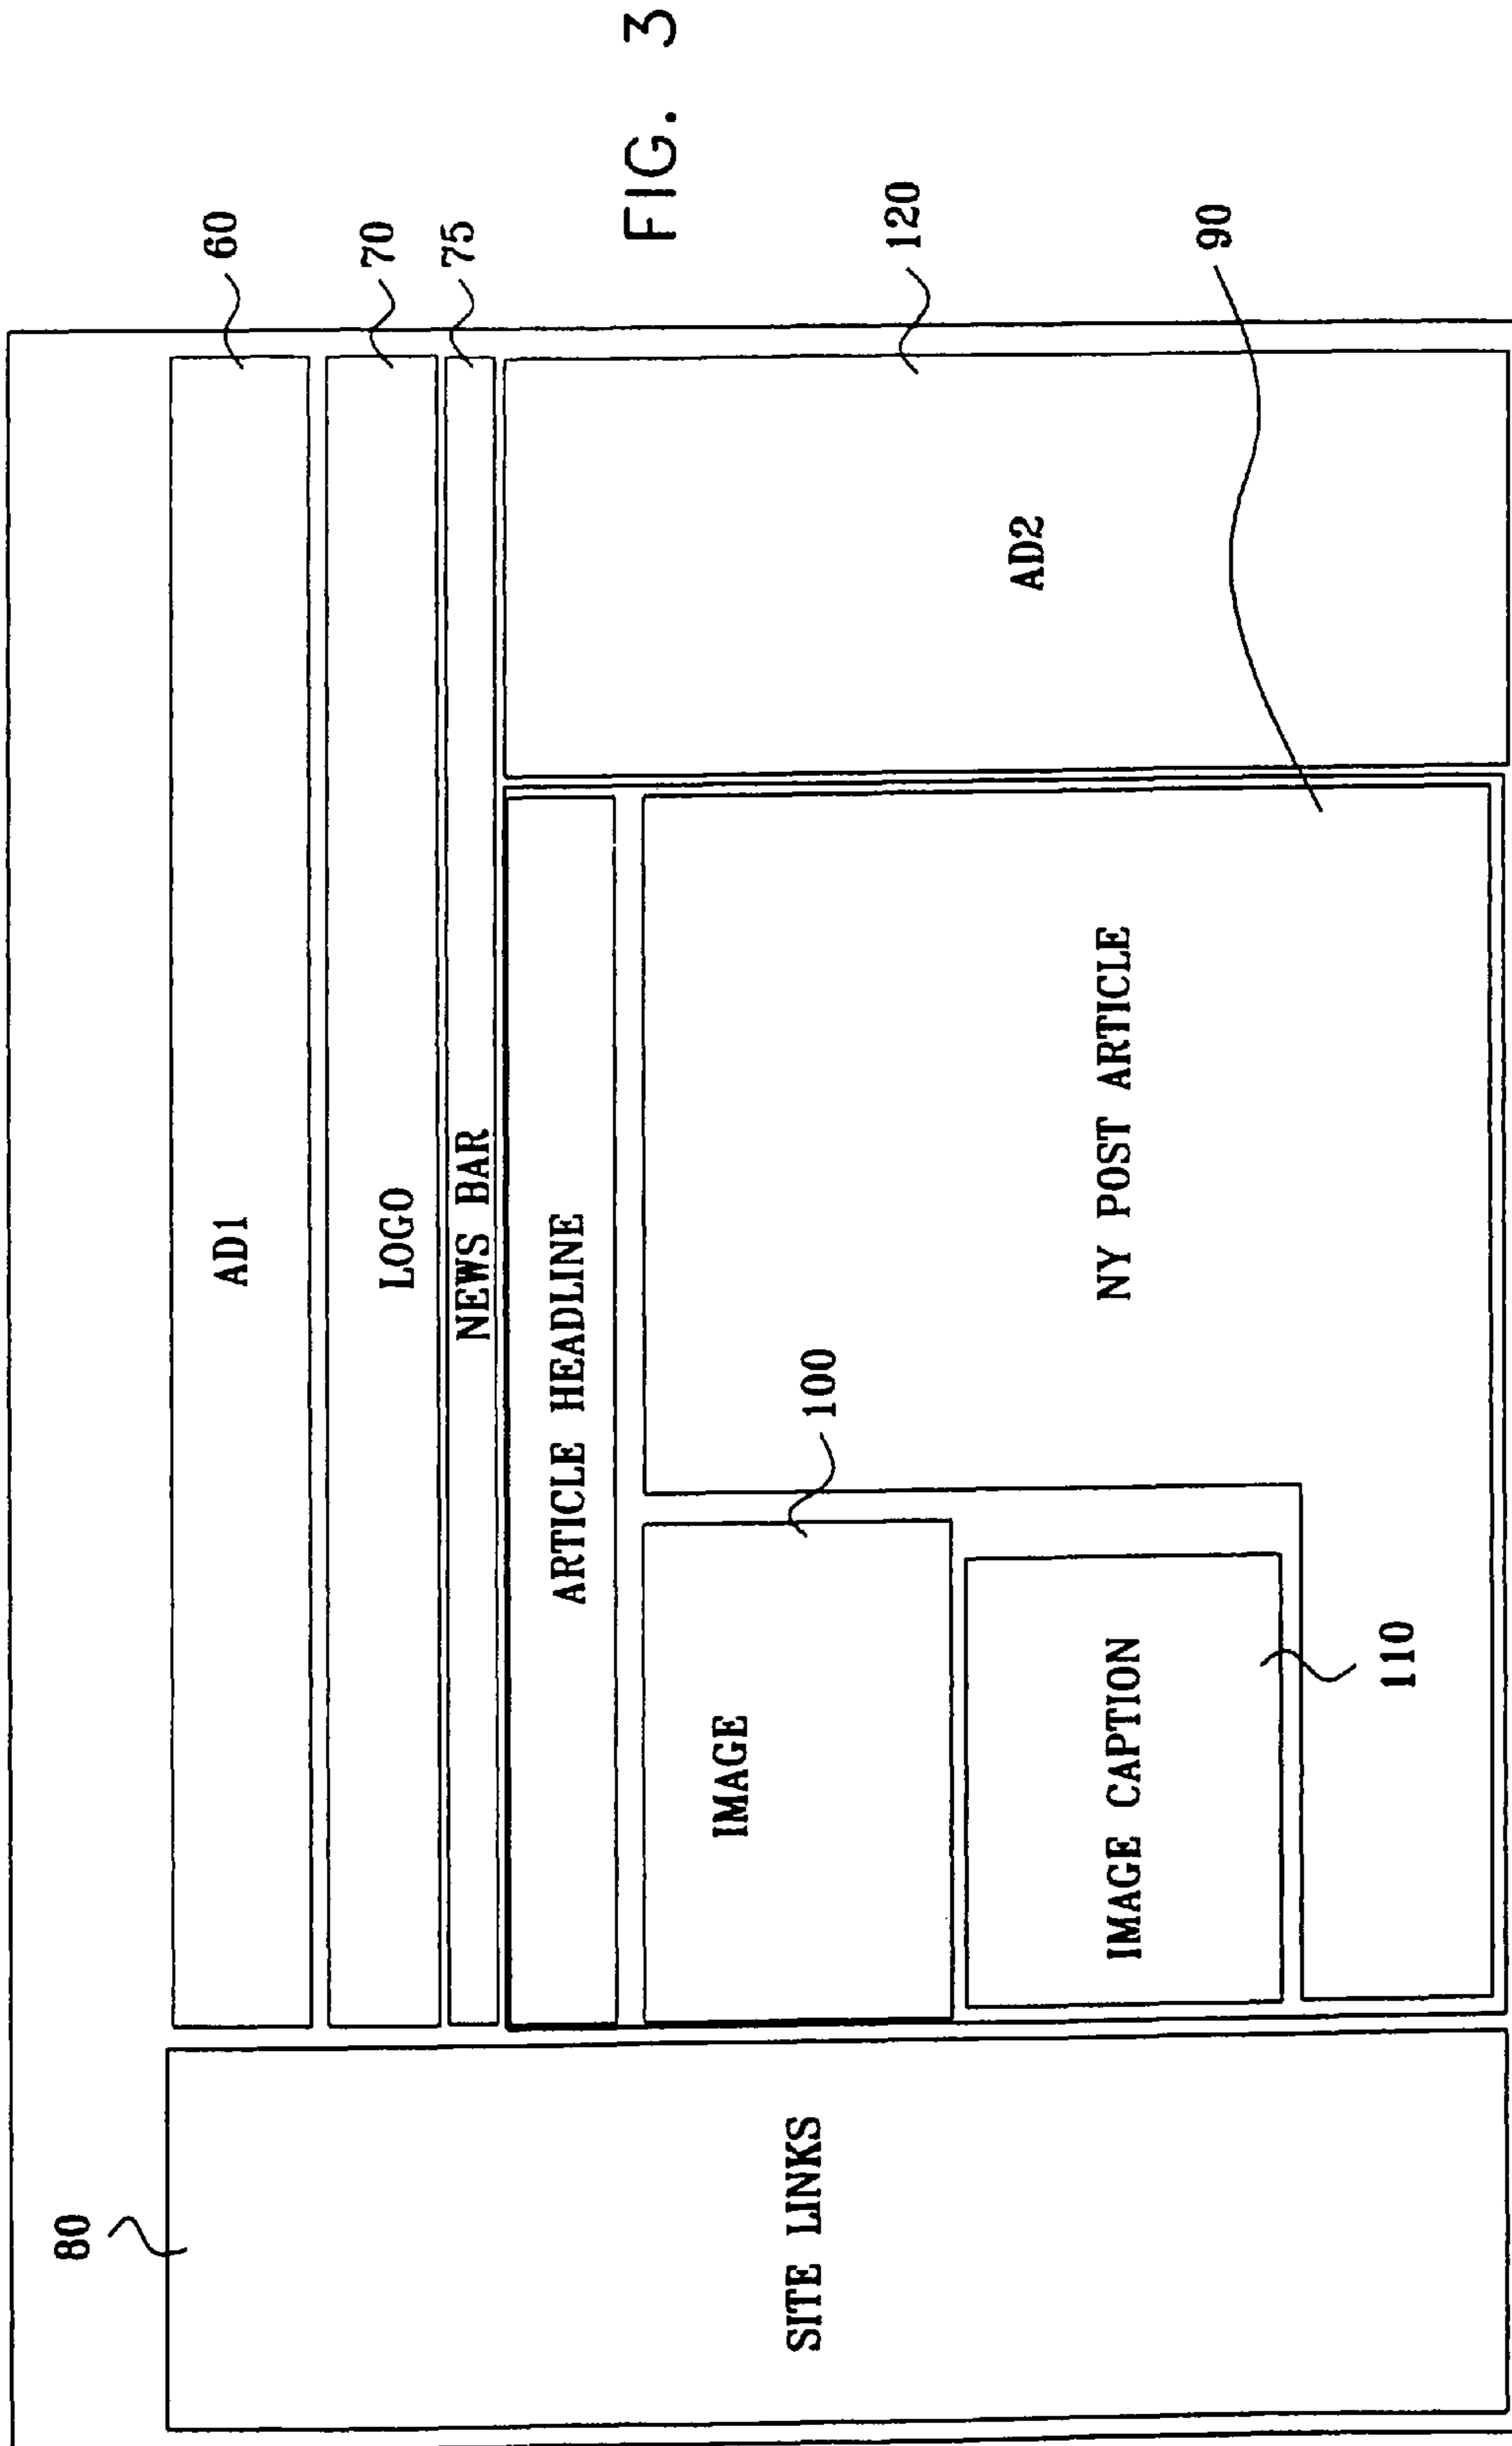 80
SITE LINKS
AD1
60
LOGO
70
NEWS BAR
75
ARTICLE HEADLINE
IMAGE
100
IMAGE CAPTION
110
NY POST ARTICLE
90
AD2
120
FIG. 3